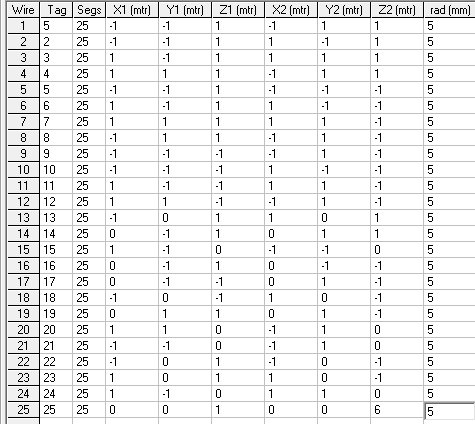 Wire Tag Segs X1 (mtr) Y1 (mtr) Z1 (mtr) X2 (mtr) Y2 (mtr) Z2 (mtr) rad (mm)
1 5 25 -1 -1 1 -1 1 1 5
2 2 25 -1 -1 1 1 -1 1 5
3 3 25 1 -1 1 1 1 1 5
4 4 25 1 1 1 -1 1 1 5
5 5 25 -1 -1 1 -1 -1 -1 5
6 6 25 1 -1 1 1 -1 -1 5
7 7 25 1 1 1 1 1 -1 5
8 8 25 -1 1 1 -1 1 -1 5
9 9 25 -1 -1 -1 -1 1 -1 5
10 10 25 -1 -1 -1 1 -1 -1 5
11 11 25 1 -1 -1 1 1 -1 5
12 12 25 1 1 -1 -1 1 -1 5
13 13 25 -1 0 1 1 0 1 5
14 14 25 0 -1 1 0 1 1 5
15 15 25 1 -1 0 -1 -1 0 5
16 16 25 0 -1 1 0 -1 -1 5
17 17 25 0 -1 -1 0 1 -1 5
18 18 25 -1 0 -1 1 0 -1 5
19 19 25 0 1 1 0 1 -1 5
20 20 25 1 1 0 -1 1 0 5
21 21 25 -1 -1 0 -1 1 0 5
22 22 25 -1 0 1 -1 0 -1 5
23 23 25 1 0 1 1 0 -1 5
24 24 25 1 -1 0 1 1 0 5
25 25 25 0 0 1 0 0 6 5